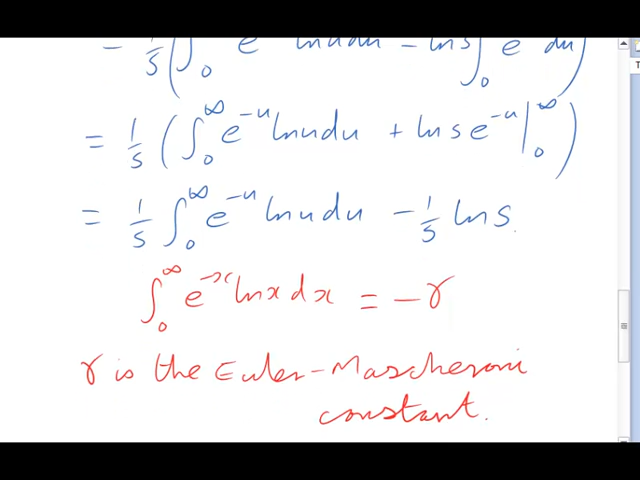 = 1/s ( ∫₀^∞ e^{-u} ln u du + ln s e^{-u} |₀^∞ )
= 1/s ∫₀^∞ e^{-u} ln u du - 1/s ln s.
∫₀^∞ e^{-x} ln x dx = -γ
γ is the Euler-Mascheroni
constant.